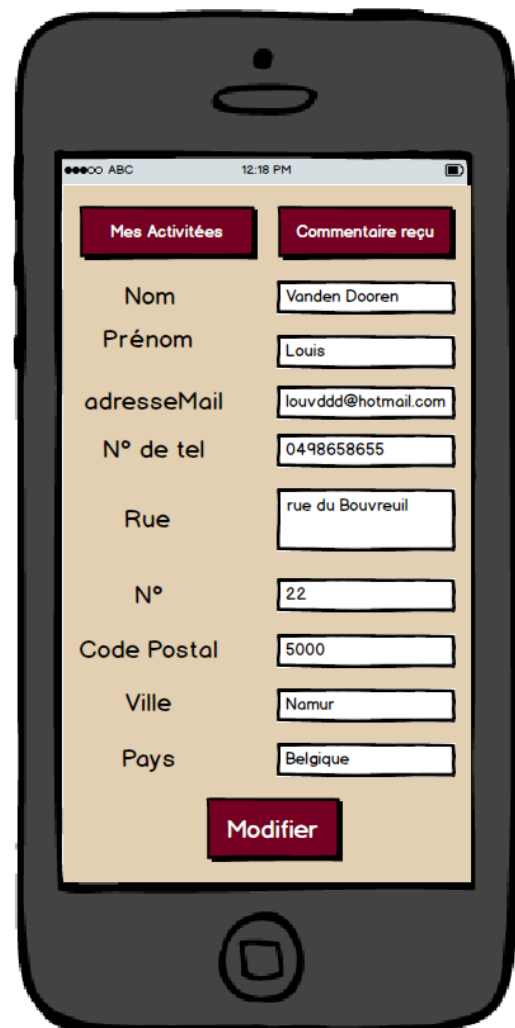 ABC 12:18 PM
Mes Activitées Commentaire reçu
Nom Vanden Dooren
Prénom Louis
adresseMail louvddd@hotmail.com
N° de tel 0498658655
Rue rue du Bouvreuil
N° 22
Code Postal 5000
Ville Namur
Pays Belgique
Modifier